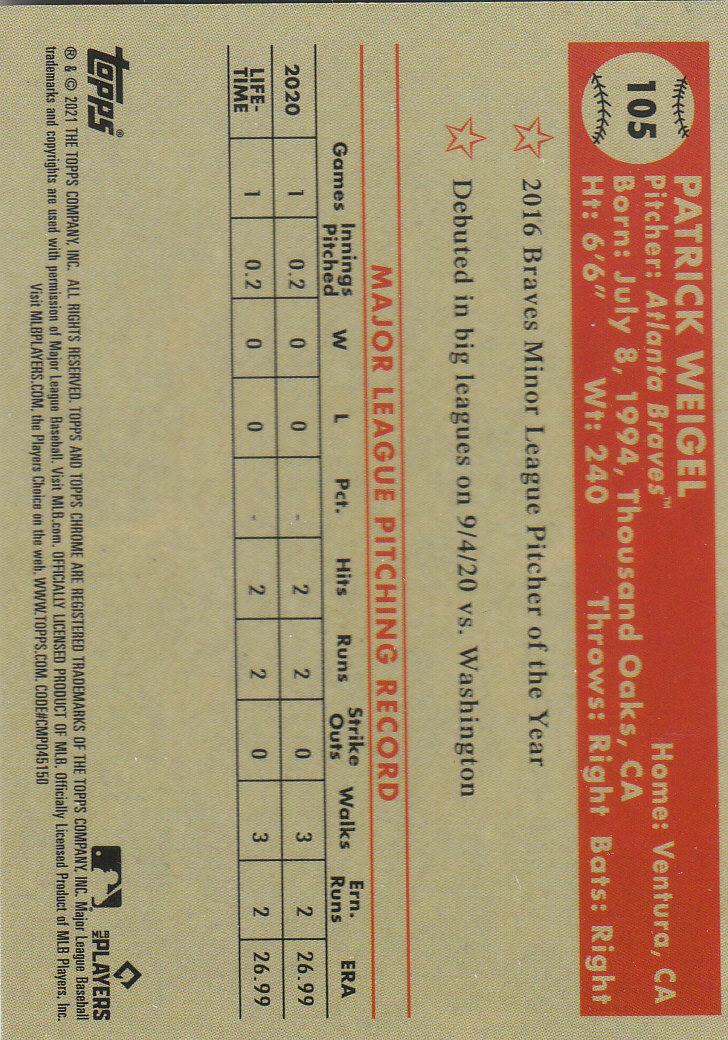 105
PATRICK WEIGEL
Pitcher: Atlanta Braves™ Home: Ventura, CA
Born: July 8, 1994, Thousand Oaks, CA
Ht: 6'6" Wt: 240 Throws: Right Bats: Right
2016 Braves Minor League Pitcher of the Year
Debuted in big leagues on 9/4/20 vs. Washington
MAJOR LEAGUE PITCHING RECORD
Games Innings Pitched W L Pct. Hits Runs Strike Outs Walks Ern. Runs ERA
2020 1 0.2 0 0 - 2 2 0 3 2 26.99
LIFE-TIME 1 0.2 0 0 - 2 2 0 3 2 26.99
topps®
MLB PLAYERS
® & © 2021 THE TOPPS COMPANY, INC. ALL RIGHTS RESERVED. TOPPS AND TOPPS CHROME ARE REGISTERED TRADEMARKS OF THE TOPPS COMPANY, INC. Major League Baseball
trademarks and copyrights are used with permission of Major League Baseball. Visit MLB.com. OFFICIALLY LICENSED PRODUCT OF MLB. Officially Licensed Product of MLB Players, Inc.
Visit MLBPLAYERS.COM, the Players Choice on the web. WWW.TOPPS.COM. CODE#CMP045150